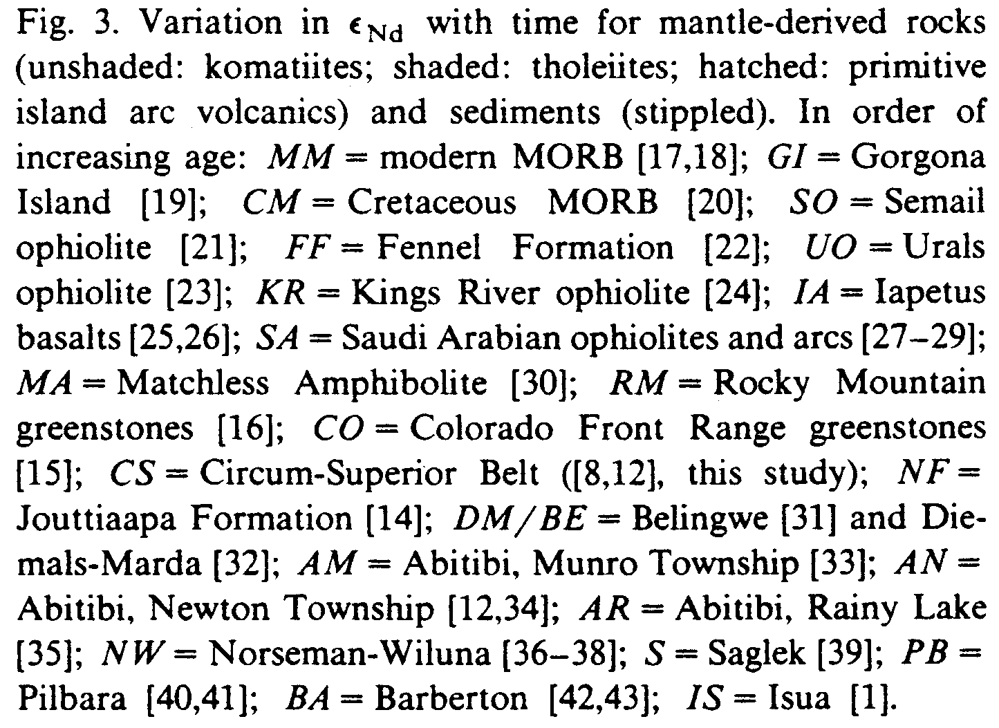 Fig. 3. Variation in ϵNd with time for mantle-derived rocks
(unshaded: komatiites; shaded: tholeiites; hatched: primitive
island arc volcanics) and sediments (stippled). In order of
increasing age: MM = modern MORB [17,18]; GI = Gorgona
Island [19]; CM = Cretaceous MORB [20]; SO = Semail
ophiolite [21]; FF = Fennel Formation [22]; UO = Urals
ophiolite [23]; KR = Kings River ophiolite [24]; IA = Iapetus
basalts [25,26]; SA = Saudi Arabian ophiolites and arcs [27–29];
MA = Matchless Amphibolite [30]; RM = Rocky Mountain
greenstones [16]; CO = Colorado Front Range greenstones
[15]; CS = Circum-Superior Belt ([8,12], this study); NF =
Jouttiaapa Formation [14]; DM/BE = Belingwe [31] and Die-
mals-Marda [32]; AM = Abitibi, Munro Township [33]; AN =
Abitibi, Newton Township [12,34]; AR = Abitibi, Rainy Lake
[35]; NW = Norseman-Wiluna [36–38]; S = Saglek [39]; PB =
Pilbara [40,41]; BA = Barberton [42,43]; IS = Isua [1].